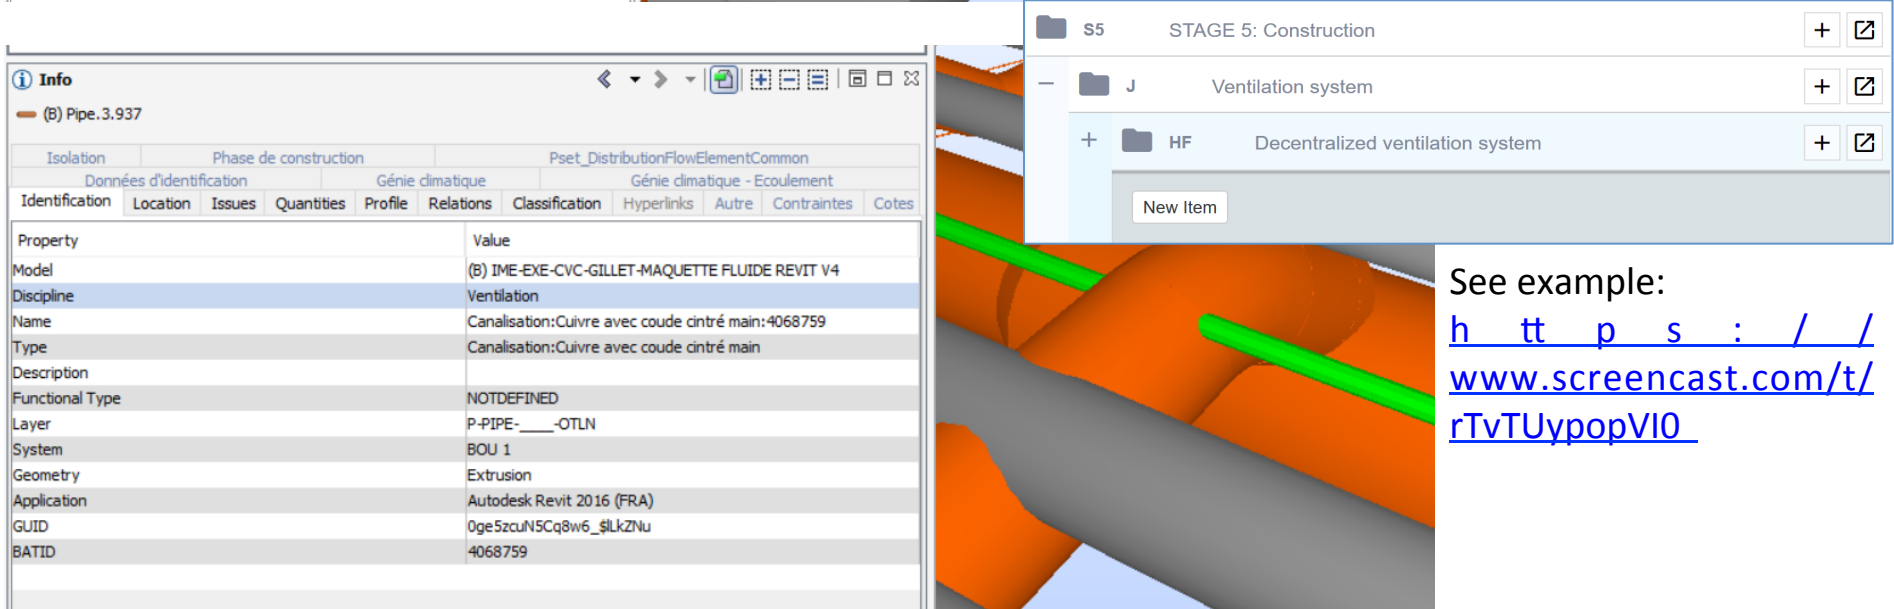 Info
(B) Pipe.3.937
Isolation Phase de construction Pset_DistributionFlowElementCommon
Données d'identification Génie climatique Génie climatique - Ecoulement
Identification Location Issues Quantities Profile Relations Classification Hyperlinks Autre Contraintes Cotes
Property Value
Model (B) IME-EXE-CVC-GILLET-MAQUETTE FLUIDE REVIT V4
Discipline Ventilation
Name Canalisation:Cuivre avec coude cintré main:4068759
Type Canalisation:Cuivre avec coude cintré main
Description
Functional Type NOTDEFINED
Layer P-PIPE-____-OTLN
System BOU 1
Geometry Extrusion
Application Autodesk Revit 2016 (FRA)
GUID 0ge5zcuN5Cq8w6_$lLkZNu
BATID 4068759
S5 STAGE 5: Construction
J Ventilation system
HF Decentralized ventilation system
New Item
See example:
https://
www.screencast.com/t/
rTvTUypopVI0